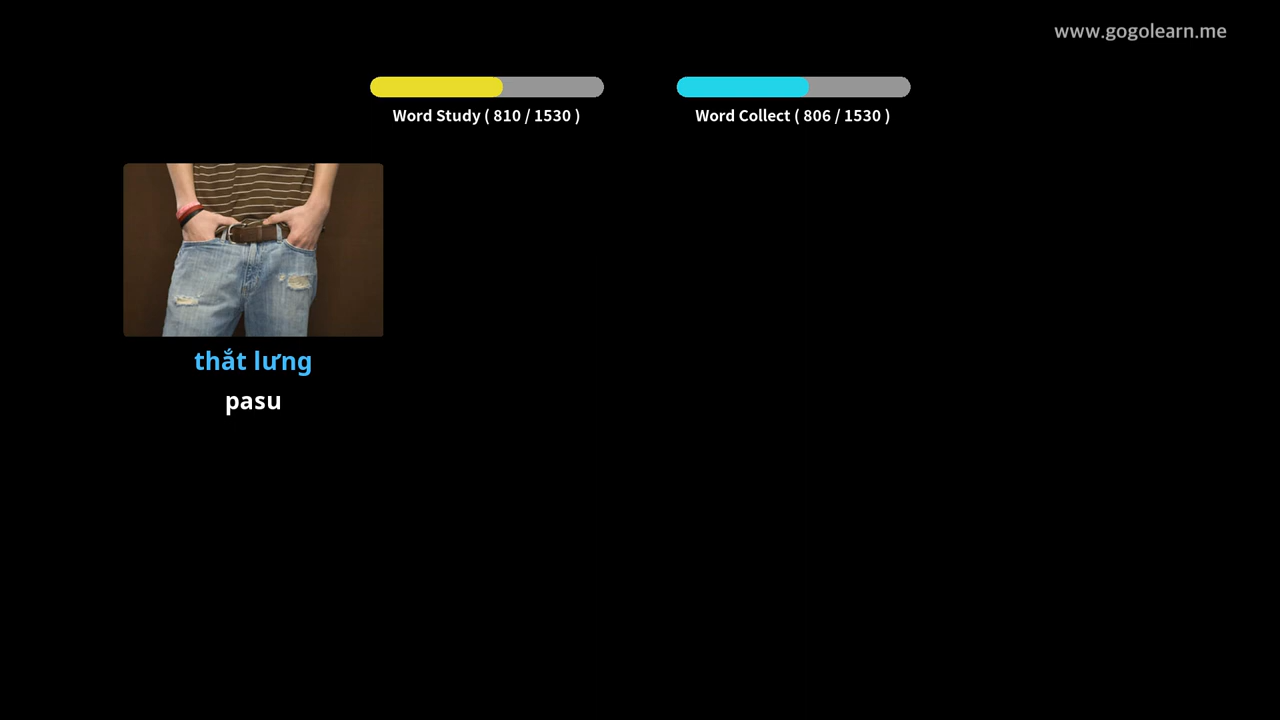 www.gogolearn.me
Word Study ( 810 / 1530 )
Word Collect ( 806 / 1530 )
thắt lưng
pasu